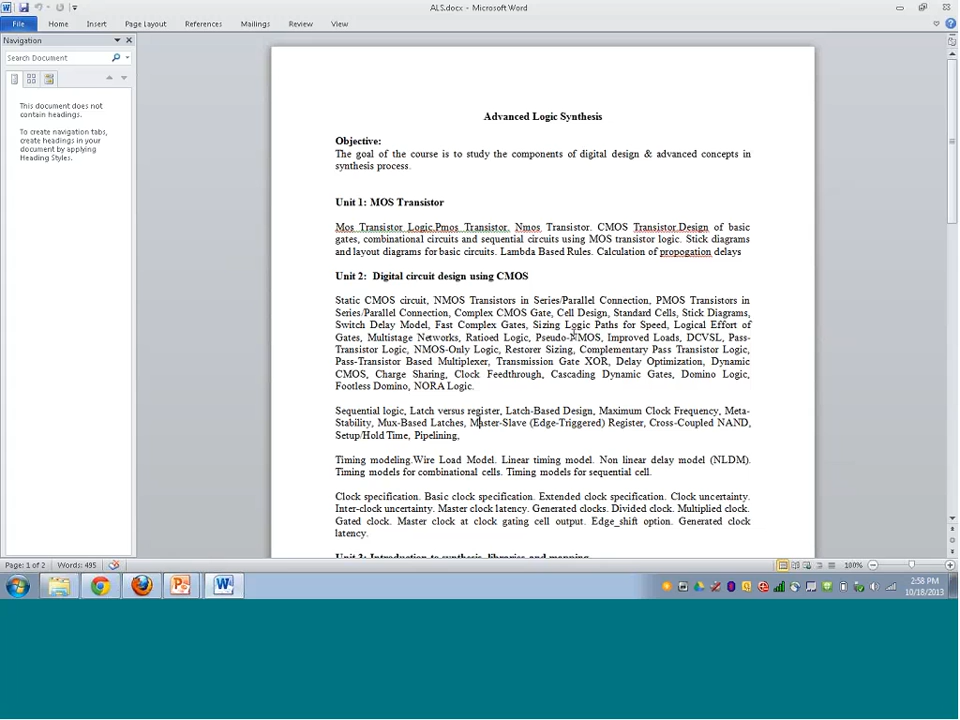 ALS.docx - Microsoft Word
File Home Insert Page Layout References Mailings Review View
Navigation
Search Document
This document does not
contain headings.
To create navigation tabs,
create headings in your
document by applying
Heading Styles.
Advanced Logic Synthesis
Objective:
The goal of the course is to study the components of digital design & advanced concepts in
synthesis process.
Unit 1: MOS Transistor
Mos Transistor Logic.Pmos Transistor. Nmos Transistor. CMOS Transistor.Design of basic
gates, combinational circuits and sequential circuits using MOS transistor logic. Stick diagrams
and layout diagrams for basic circuits. Lambda Based Rules. Calculation of propogation delays
Unit 2: Digital circuit design using CMOS
Static CMOS circuit, NMOS Transistors in Series/Parallel Connection, PMOS Transistors in
Series/Parallel Connection, Complex CMOS Gate, Cell Design, Standard Cells, Stick Diagrams,
Switch Delay Model, Fast Complex Gates, Sizing Logic Paths for Speed, Logical Effort of
Gates, Multistage Networks, Ratioed Logic, Pseudo-NMOS, Improved Loads, DCVSL, Pass-
Transistor Logic, NMOS-Only Logic, Restorer Sizing, Complementary Pass Transistor Logic,
Pass-Transistor Based Multiplexer, Transmission Gate XOR, Delay Optimization, Dynamic
CMOS, Charge Sharing, Clock Feedthrough, Cascading Dynamic Gates, Domino Logic,
Footless Domino, NORA Logic.
Sequential logic, Latch versus register, Latch-Based Design, Maximum Clock Frequency, Meta-
Stability, Mux-Based Latches, Master-Slave (Edge-Triggered) Register, Cross-Coupled NAND,
Setup/Hold Time, Pipelining,
Timing modeling.Wire Load Model. Linear timing model. Non linear delay model (NLDM).
Timing models for combinational cells. Timing models for sequential cell.
Clock specification. Basic clock specification. Extended clock specification. Clock uncertainty.
Inter-clock uncertainty. Master clock latency. Generated clocks. Divided clock. Multiplied clock.
Gated clock. Master clock at clock gating cell output. Edge_shift option. Generated clock
latency.
Unit 3: Introduction to synthesis, libraries and mapping
Page: 1 of 2 Words: 495 100%
2:58 PM
10/18/2013